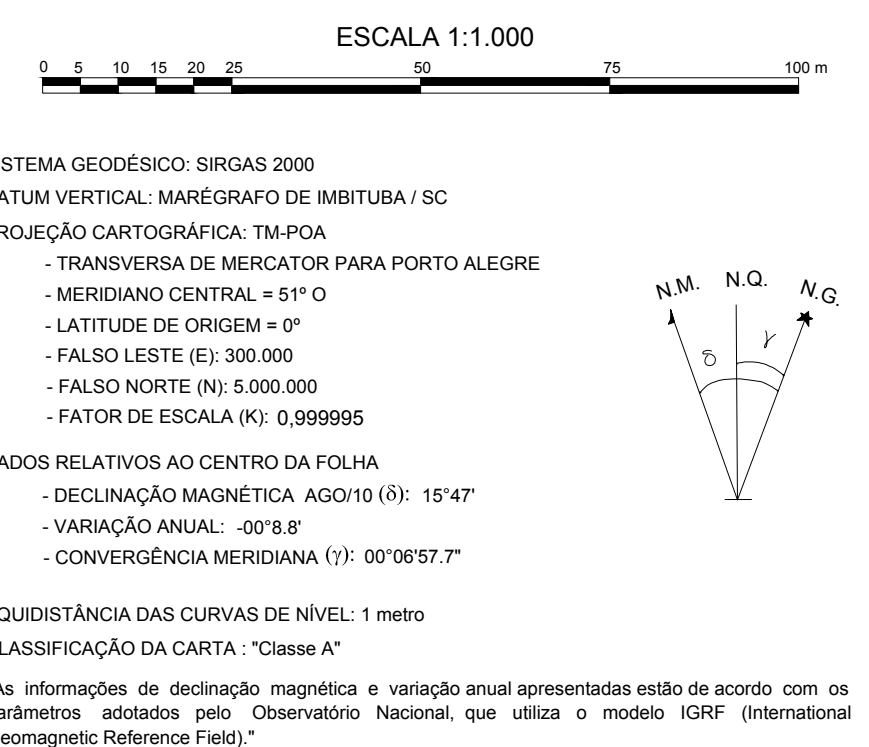 ESCALA 1:1.000
0 5 10 15 20 25 50 75 100 m
ISTEMA GEODÉSICO: SIRGAS 2000
ATUM VERTICAL: MARÉGRAFO DE IMBITUBA / SC
ROJEÇÃO CARTOGRÁFICA: TM-POA
- TRANSVERSA DE MERCATOR PARA PORTO ALEGRE
- MERIDIANO CENTRAL = 51º O
- LATITUDE DE ORIGEM = 0º
- FALSO LESTE (E): 300.000
- FALSO NORTE (N): 5.000.000
- FATOR DE ESCALA (K): 0,999995
N.M. N.Q. N.G.
δ γ
ADOS RELATIVOS AO CENTRO DA FOLHA
- DECLINAÇÃO MAGNÉTICA AGO/10 (δ): 15°47'
- VARIAÇÃO ANUAL: -00°8.8'
- CONVERGÊNCIA MERIDIANA (γ): 00°06'57.7"
QUIDISTÂNCIA DAS CURVAS DE NÍVEL: 1 metro
LASSIFICAÇÃO DA CARTA : "Classe A"
As informações de declinação magnética e variação anual apresentadas estão de acordo com os
arâmetros adotados pelo Observatório Nacional, que utiliza o modelo IGRF (International
eomagnetic Reference Field)."